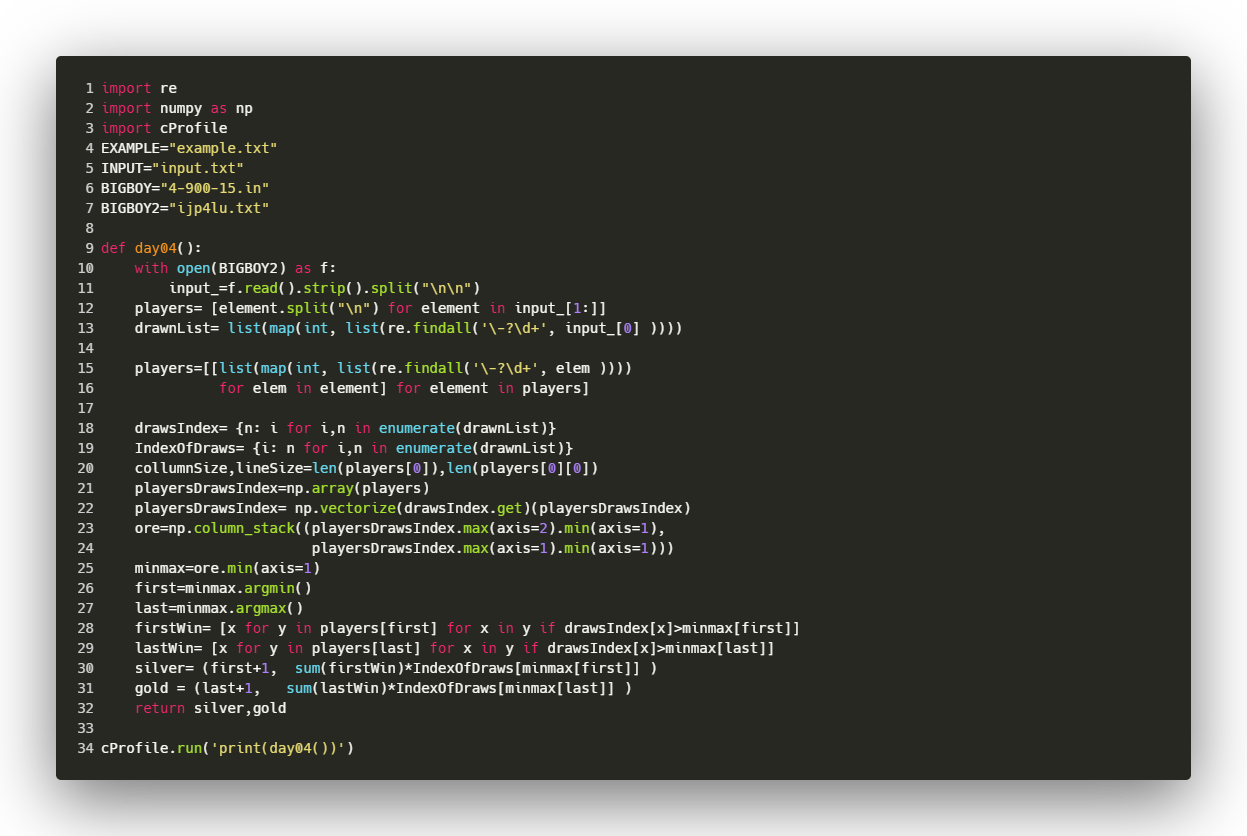 1 import re
2 import numpy as np
3 import cProfile
4 EXAMPLE="example.txt"
5 INPUT="input.txt"
6 BIGBOY="4-900-15.in"
7 BIGBOY2="ijp4lu.txt"
8
9 def day04():
10     with open(BIGBOY2) as f:
11         input_=f.read().strip().split("\n\n")
12     players= [element.split("\n") for element in input_[1:]]
13     drawnList= list(map(int, list(re.findall('\-?\d+', input_[0] ))))
14
15     players=[[list(map(int, list(re.findall('\-?\d+', elem ))))
16               for elem in element] for element in players]
17
18     drawsIndex= {n: i for i,n in enumerate(drawnList)}
19     IndexOfDraws= {i: n for i,n in enumerate(drawnList)}
20     collumnSize,lineSize=len(players[0]),len(players[0][0])
21     playersDrawsIndex=np.array(players)
22     playersDrawsIndex= np.vectorize(drawsIndex.get)(playersDrawsIndex)
23     ore=np.column_stack((playersDrawsIndex.max(axis=2).min(axis=1),
24                          playersDrawsIndex.max(axis=1).min(axis=1)))
25     minmax=ore.min(axis=1)
26     first=minmax.argmin()
27     last=minmax.argmax()
28     firstWin= [x for y in players[first] for x in y if drawsIndex[x]>minmax[first]]
29     lastWin= [x for y in players[last] for x in y if drawsIndex[x]>minmax[last]]
30     silver= (first+1,  sum(firstWin)*IndexOfDraws[minmax[first]] )
31     gold = (last+1,   sum(lastWin)*IndexOfDraws[minmax[last]] )
32     return silver,gold
33
34 cProfile.run('print(day04())')